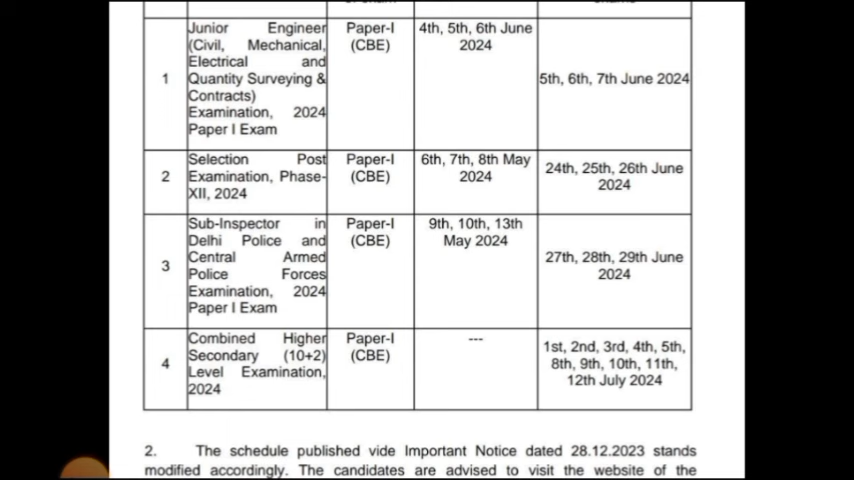 Junior Engineer
(Civil, Mechanical,
Electrical and
Quantity Surveying &
Contracts)
Examination, 2024
Paper I Exam
1
Paper-I
(CBE)
4th, 5th, 6th June
2024
5th, 6th, 7th June 2024
Selection Post
Examination, Phase-
XII, 2024
2
Paper-I
(CBE)
6th, 7th, 8th May
2024
24th, 25th, 26th June
2024
Sub-Inspector in
Delhi Police and
Central Armed
Police Forces
Examination, 2024
Paper I Exam
3
Paper-I
(CBE)
9th, 10th, 13th
May 2024
27th, 28th, 29th June
2024
Combined Higher
Secondary (10+2)
Level Examination,
2024
4
Paper-I
(CBE)
---
1st, 2nd, 3rd, 4th, 5th,
8th, 9th, 10th, 11th,
12th July 2024
2. The schedule published vide Important Notice dated 28.12.2023 stands
modified accordingly. The candidates are advised to visit the website of the